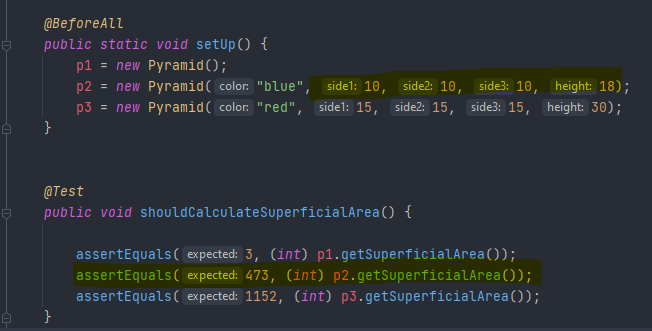 @BeforeAll
public static void setUp() {
p1 = new Pyramid();
p2 = new Pyramid( color: "blue", side1: 10, side2: 10, side3: 10, height: 18);
p3 = new Pyramid( color: "red", side1: 15, side2: 15, side3: 15, height: 30);
}
@Test
public void shouldCalculateSuperficialArea() {
assertEquals( expected: 3, (int) p1.getSuperficialArea());
assertEquals( expected: 473, (int) p2.getSuperficialArea());
assertEquals( expected: 1152, (int) p3.getSuperficialArea());
}